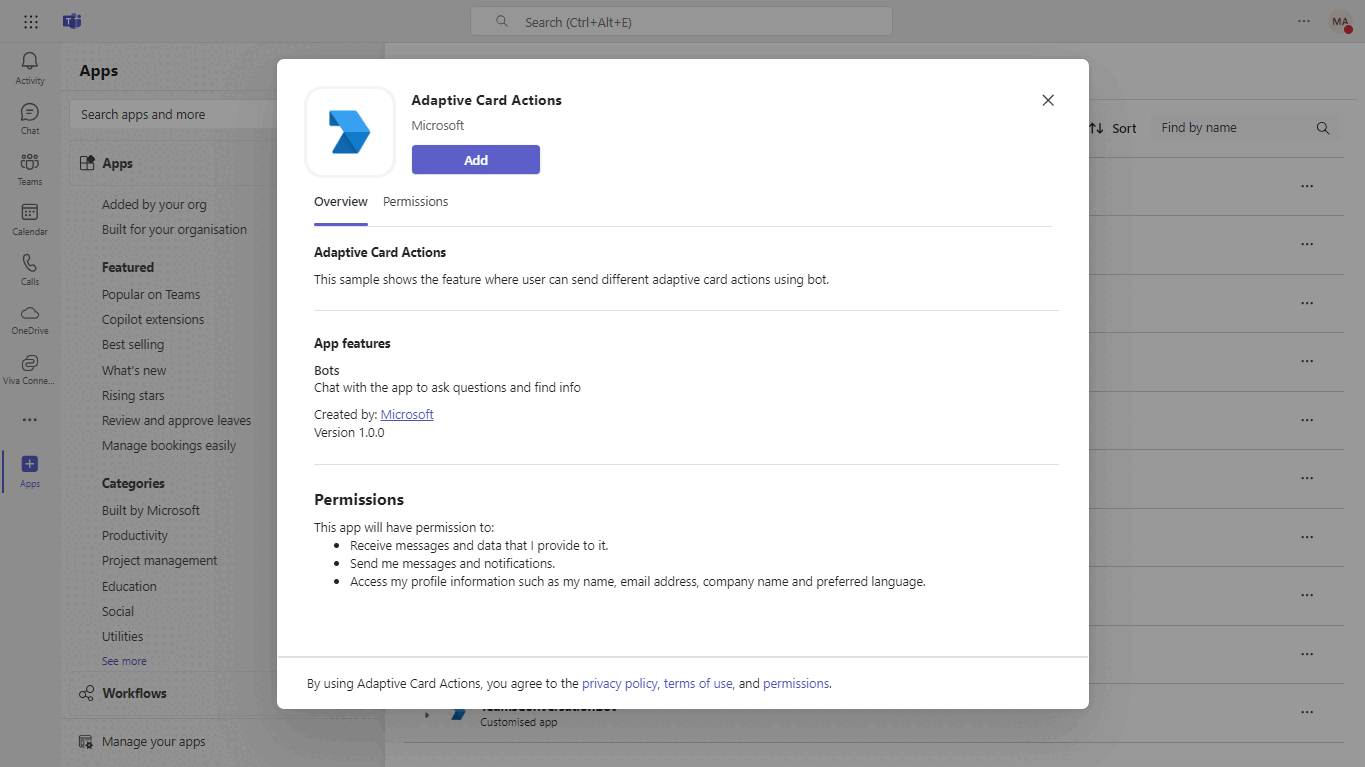 Search (Ctrl+Alt+E)
MA
Activity
Chat
Teams
Calendar
Calls
OneDrive
Viva Conne...
Apps
Apps
Search apps and more
Apps
Added by your org
Built for your organisation
Featured
Popular on Teams
Copilot extensions
Best selling
What's new
Rising stars
Review and approve leaves
Manage bookings easily
Categories
Built by Microsoft
Productivity
Project management
Education
Social
Utilities
See more
Workflows
Manage your apps
Sort
Find by name
Adaptive Card Actions
Microsoft
Add
Overview Permissions
Adaptive Card Actions
This sample shows the feature where user can send different adaptive card actions using bot.
App features
Bots
Chat with the app to ask questions and find info
Created by: Microsoft
Version 1.0.0
Permissions
This app will have permission to:
• Receive messages and data that I provide to it.
• Send me messages and notifications.
• Access my profile information such as my name, email address, company name and preferred language.
By using Adaptive Card Actions, you agree to the privacy policy, terms of use, and permissions.
TeamsConversationBot
Customised app